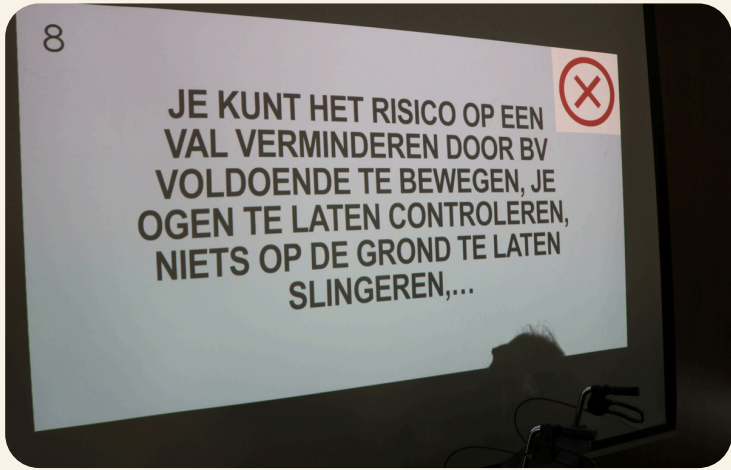 8
JE KUNT HET RISICO OP EEN
VAL VERMINDEREN DOOR BV
VOLDOENDE TE BEWEGEN, JE
OGEN TE LATEN CONTROLEREN,
NIETS OP DE GROND TE LATEN
SLINGEREN,...